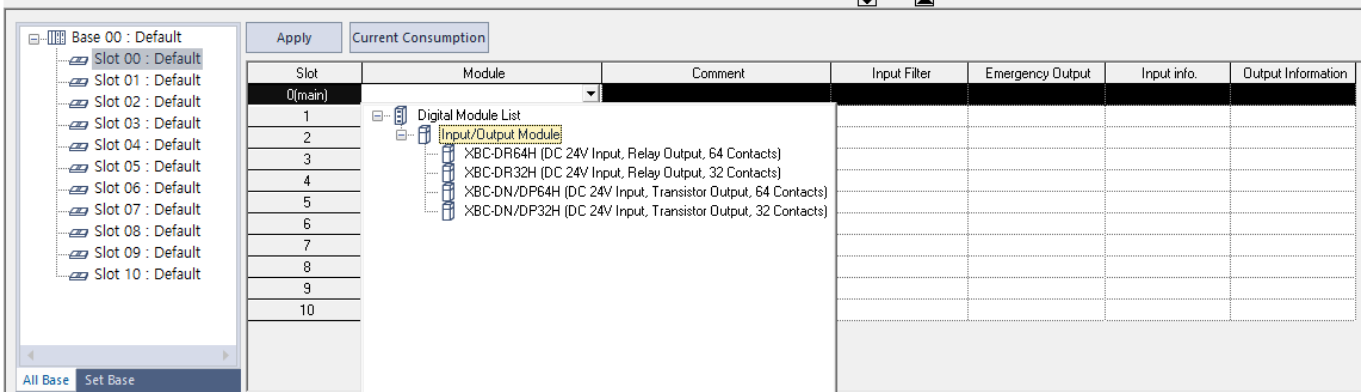 Base 00 : Default
Slot 00 : Default
Slot 01 : Default
Slot 02 : Default
Slot 03 : Default
Slot 04 : Default
Slot 05 : Default
Slot 06 : Default
Slot 07 : Default
Slot 08 : Default
Slot 09 : Default
Slot 10 : Default
All Base Set Base
Apply Current Consumption
Slot Module Comment Input Filter Emergency Output Input info. Output Information
0(main)
1
2
3
4
5
6
7
8
9
10
Digital Module List
Input/Output Module
XBC-DR64H (DC 24V Input, Relay Output, 64 Contacts)
XBC-DR32H (DC 24V Input, Relay Output, 32 Contacts)
XBC-DN/DP64H (DC 24V Input, Transistor Output, 64 Contacts)
XBC-DN/DP32H (DC 24V Input, Transistor Output, 32 Contacts)